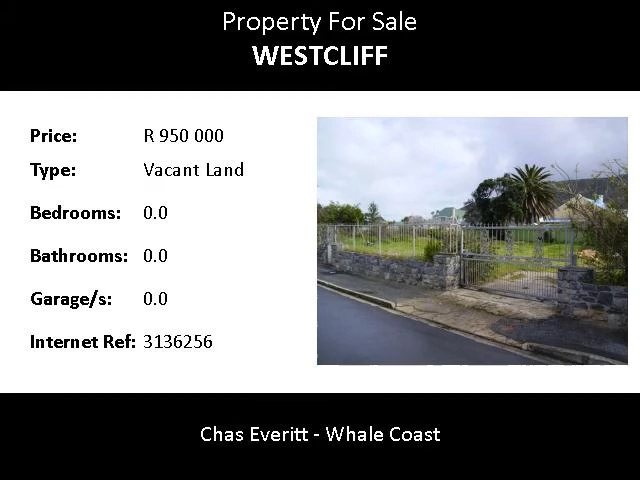 Property For Sale
WESTCLIFF
Price: R 950 000
Type: Vacant Land
Bedrooms: 0.0
Bathrooms: 0.0
Garage/s: 0.0
Internet Ref: 3136256
Chas Everitt - Whale Coast